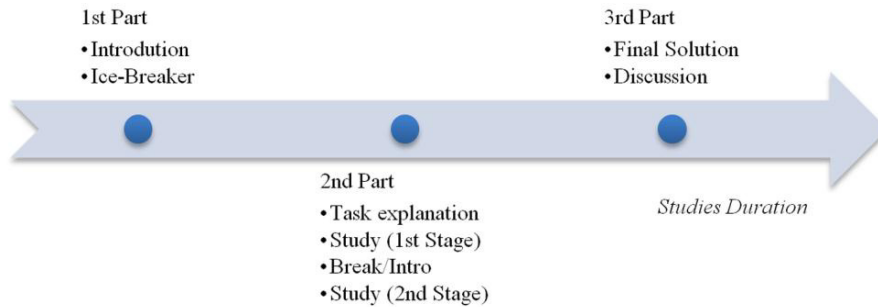 1st Part
•Introdution
•Ice-Breaker
3rd Part
•Final Solution
•Discussion
2nd Part
•Task explanation
•Study (1st Stage)
•Break/Intro
•Study (2nd Stage)
Studies Duration